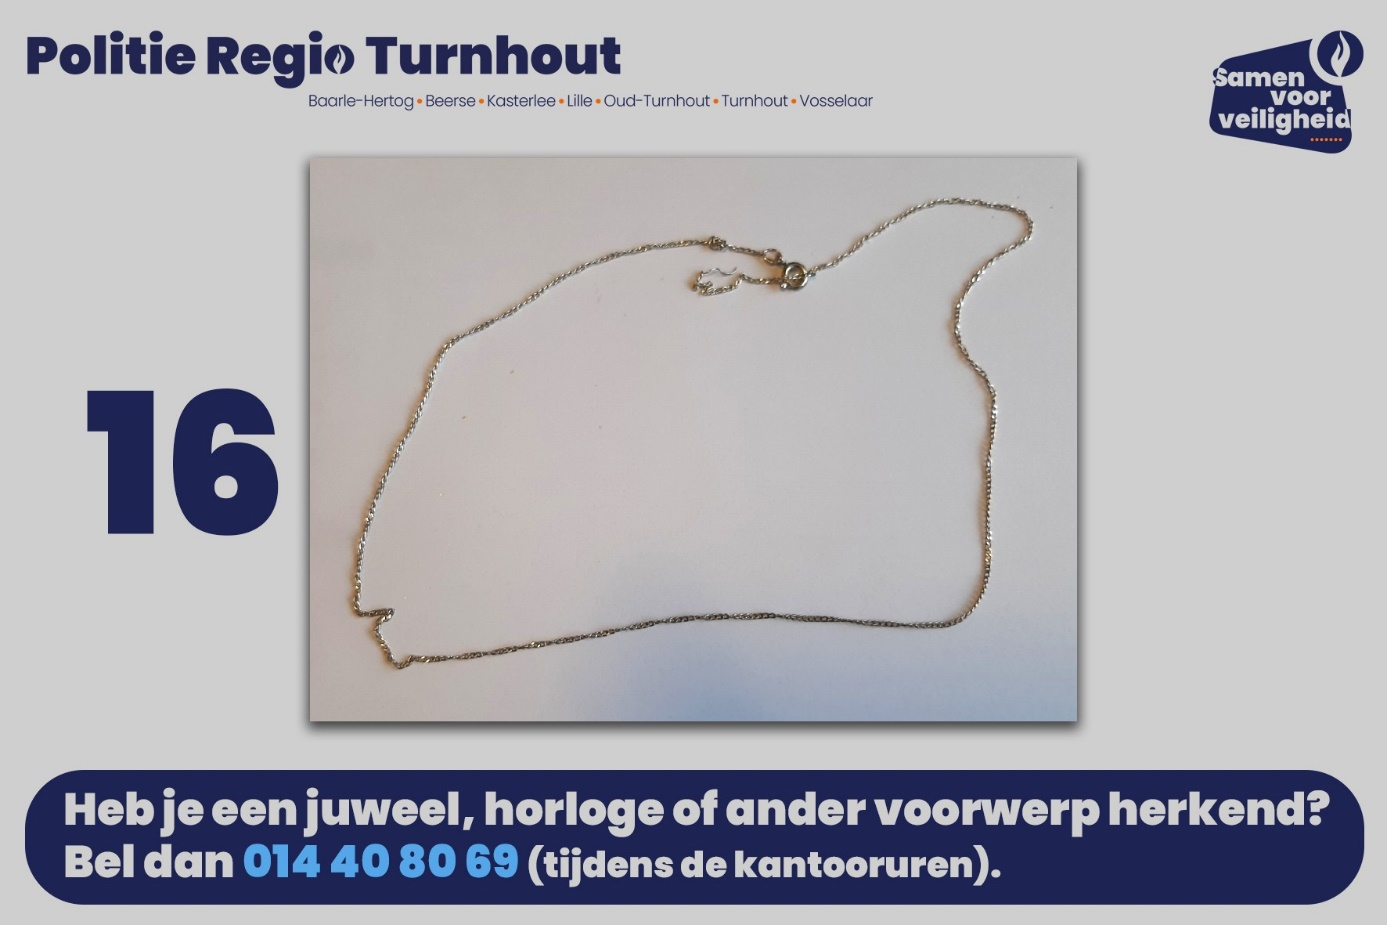 Politie Regio Turnhout
Baarle-Hertog • Beerse • Kasterlee • Lille • Oud-Turnhout • Turnhout • Vosselaar
Samen
voor
veiligheid
16
Heb je een juweel, horloge of ander voorwerp herkend?
Bel dan 014 40 80 69 (tijdens de kantooruren).